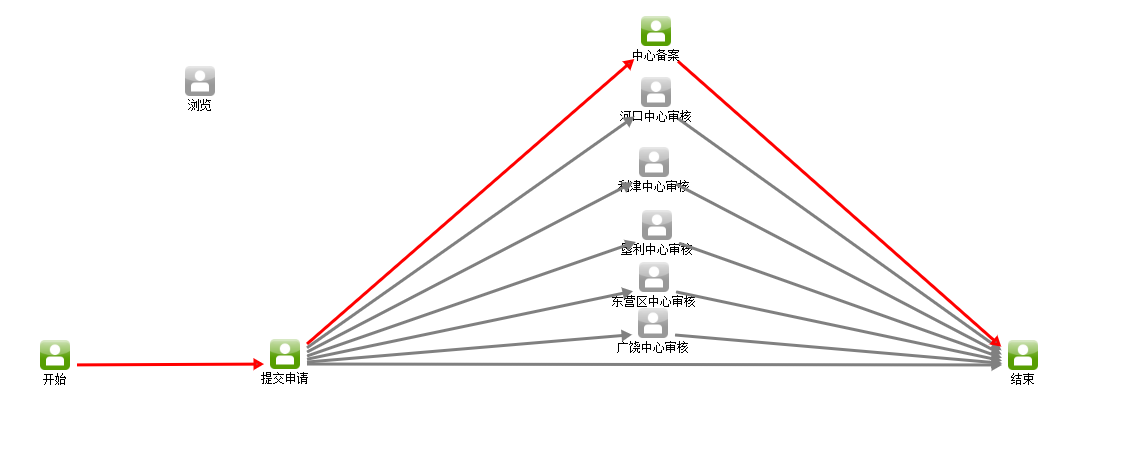 中心备案
浏览
河口中心审核
利津中心审核
垦利中心审核
东营区中心审核
广饶中心审核
开始
提交申请
结束